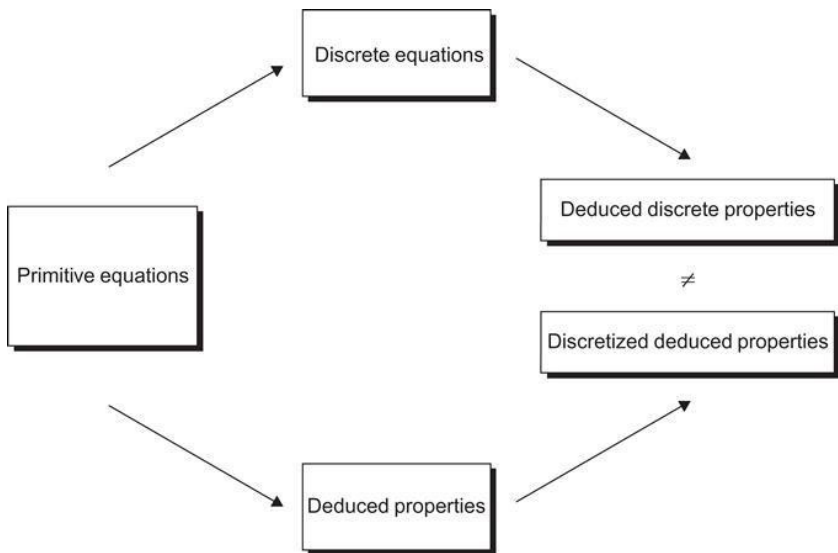 Discrete equations
Deduced discrete properties
Primitive equations
≠
Discretized deduced properties
Deduced properties